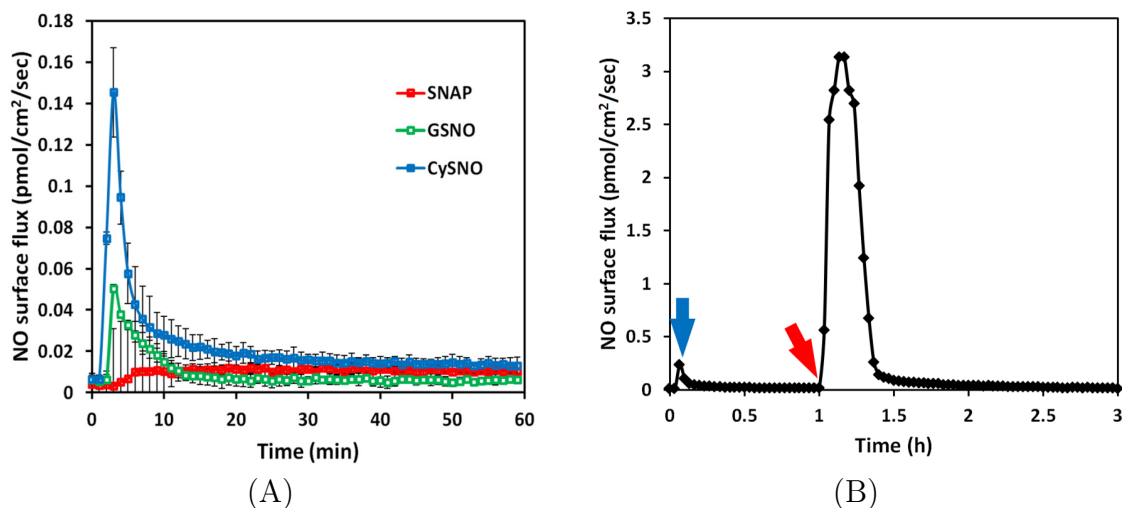 NO surface flux (pmol/cm²/sec)
0.18
0.16
0.14
0.12
0.1
0.08
0.06
0.04
0.02
0
SNAP
GSNO
CySNO
0 10 20 30 40 50 60
Time (min)
(A)
NO surface flux (pmol/cm²/sec)
3.5
3
2.5
2
1.5
1
0.5
0
0 0.5 1 1.5 2 2.5 3
Time (h)
(B)